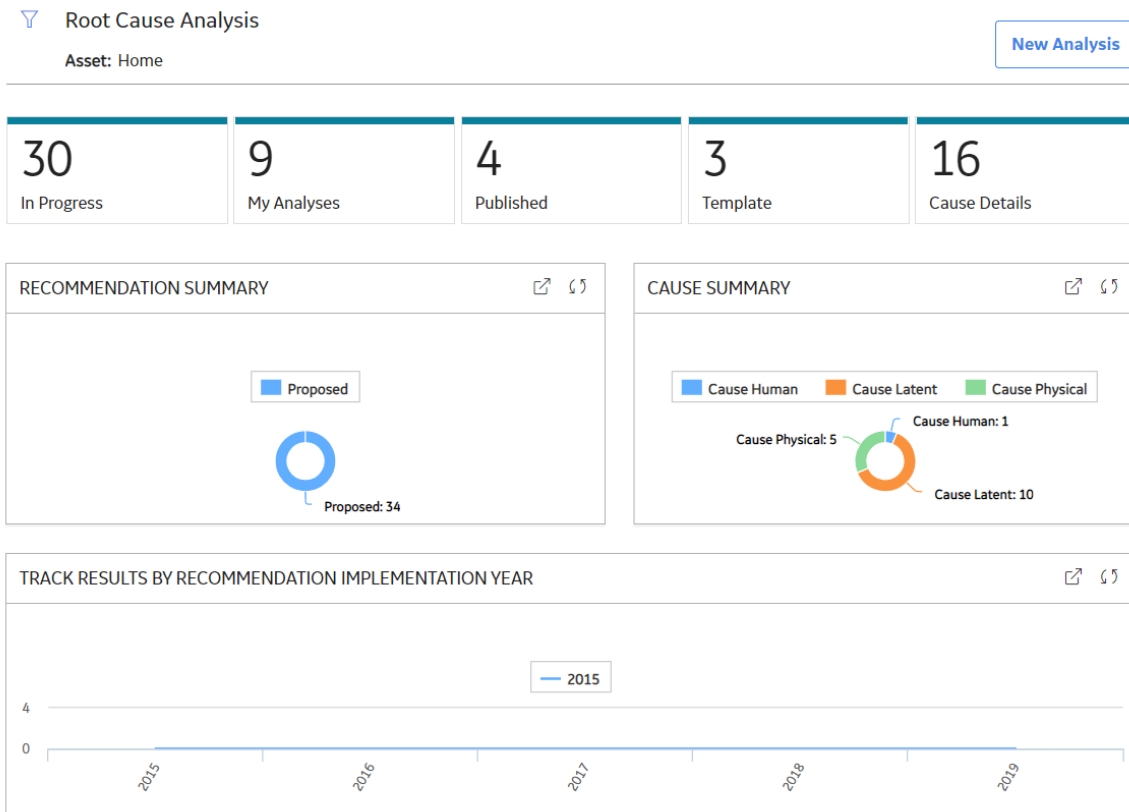 Root Cause Analysis
Asset: Home
New Analysis
30
In Progress
9
My Analyses
4
Published
3
Template
16
Cause Details
RECOMMENDATION SUMMARY
Proposed
Proposed: 34
CAUSE SUMMARY
Cause Human
Cause Latent
Cause Physical
Cause Human: 1
Cause Physical: 5
Cause Latent: 10
TRACK RESULTS BY RECOMMENDATION IMPLEMENTATION YEAR
2015
4
0
2015
2016
2017
2018
2019